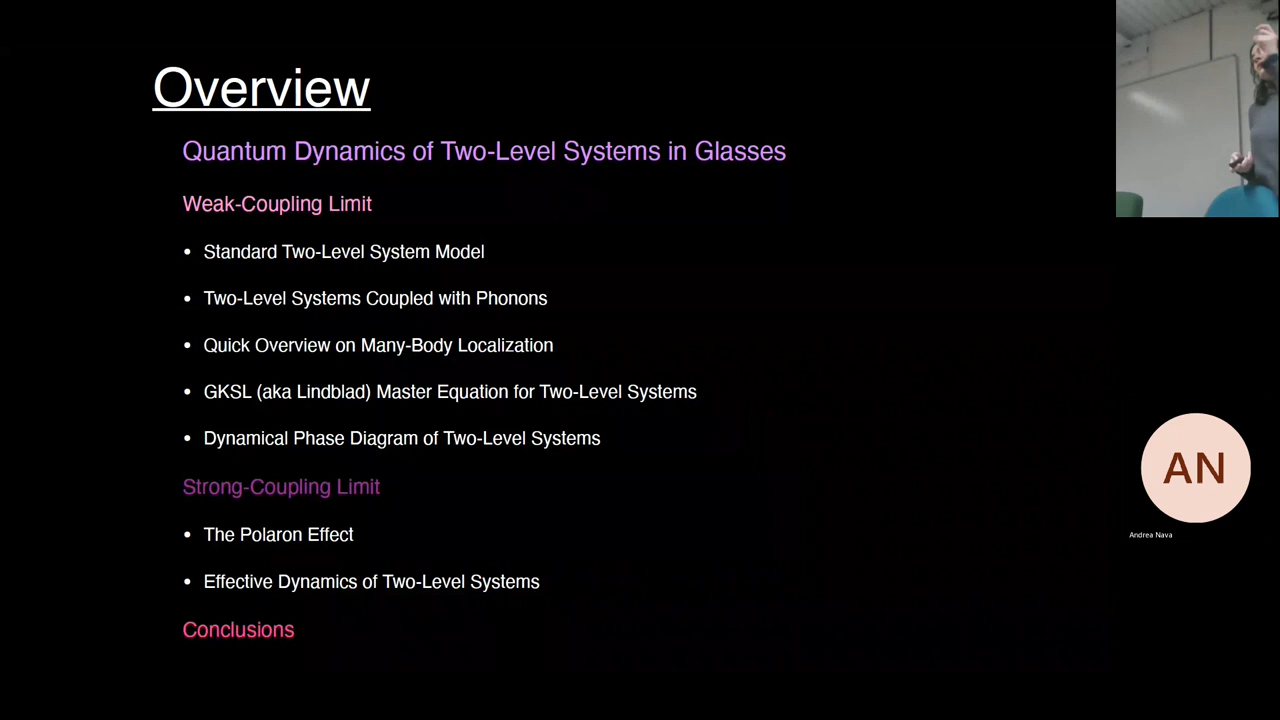 Overview
Quantum Dynamics of Two-Level Systems in Glasses
Weak-Coupling Limit
• Standard Two-Level System Model
• Two-Level Systems Coupled with Phonons
• Quick Overview on Many-Body Localization
• GKSL (aka Lindblad) Master Equation for Two-Level Systems
• Dynamical Phase Diagram of Two-Level Systems
Strong-Coupling Limit
• The Polaron Effect
• Effective Dynamics of Two-Level Systems
Conclusions
AN
Andrea Nava